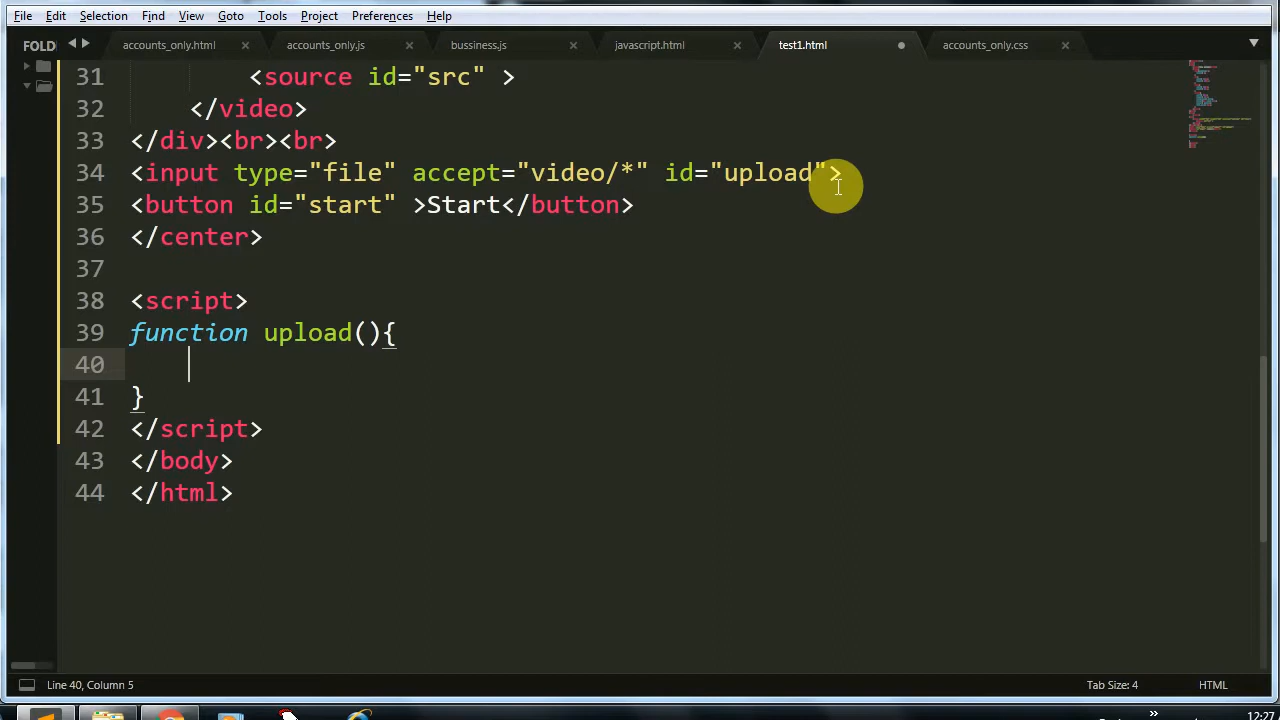 File Edit Selection Find View Goto Tools Project Preferences Help
FOLD accounts_only.html accounts_only.js bussiness.js javascript.html test1.html accounts_only.css
31 <source id="src" >
32 </video>
33 </div><br><br>
34 <input type="file" accept="video/*" id="upload">
35 <button id="start" >Start</button>
36 </center>
37
38 <script>
39 function upload(){
40
41 }
42 </script>
43 </body>
44 </html>
Line 40, Column 5 Tab Size: 4 HTML
12:27